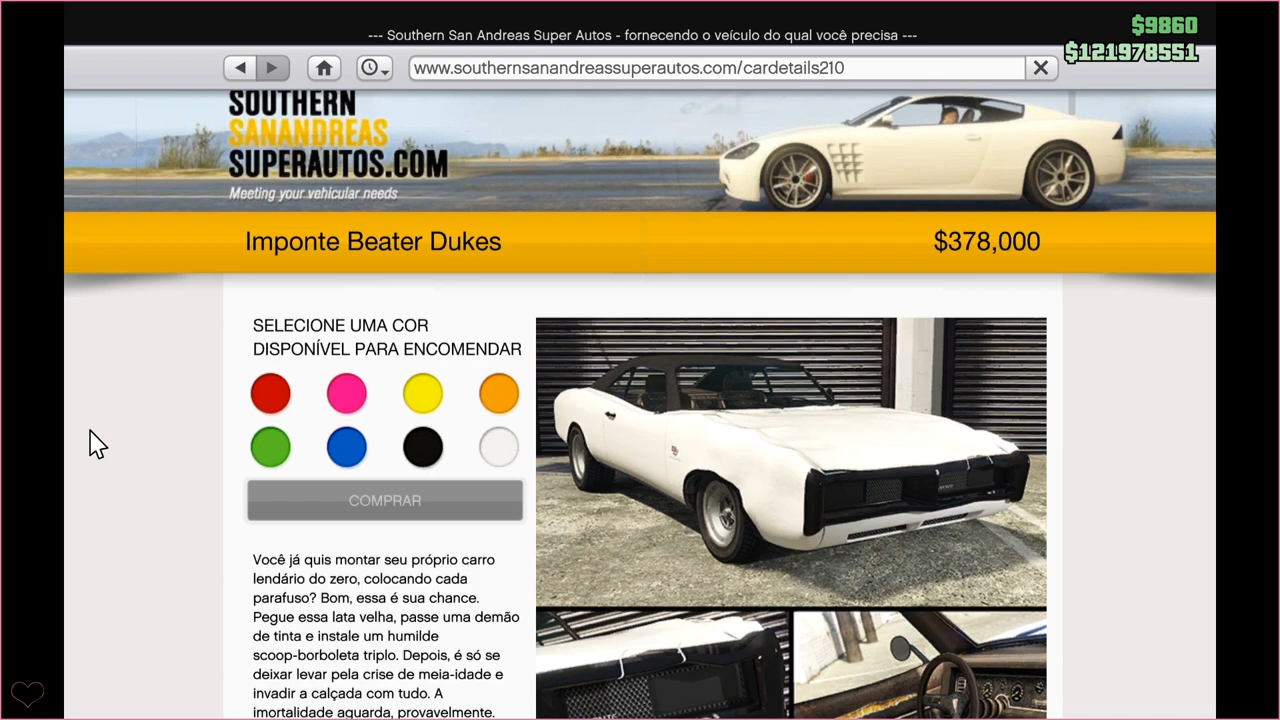 --- Southern San Andreas Super Autos - fornecendo o veículo do qual você precisa ---
$9860
$121978551
www.southernsanandreassuperautos.com/cardetails210
SOUTHERN
SANANDREAS
SUPERAUTOS.COM
Meeting your vehicular needs
Imponte Beater Dukes
$378,000
SELECIONE UMA COR
DISPONÍVEL PARA ENCOMENDAR
COMPRAR
Você já quis montar seu próprio carro
lendário do zero, colocando cada
parafuso? Bom, essa é sua chance.
Pegue essa lata velha, passe uma demão
de tinta e instale um humilde
scoop-borboleta triplo. Depois, é só se
deixar levar pela crise de meia-idade e
invadir a calçada com tudo. A
imortalidade aguarda, provavelmente.